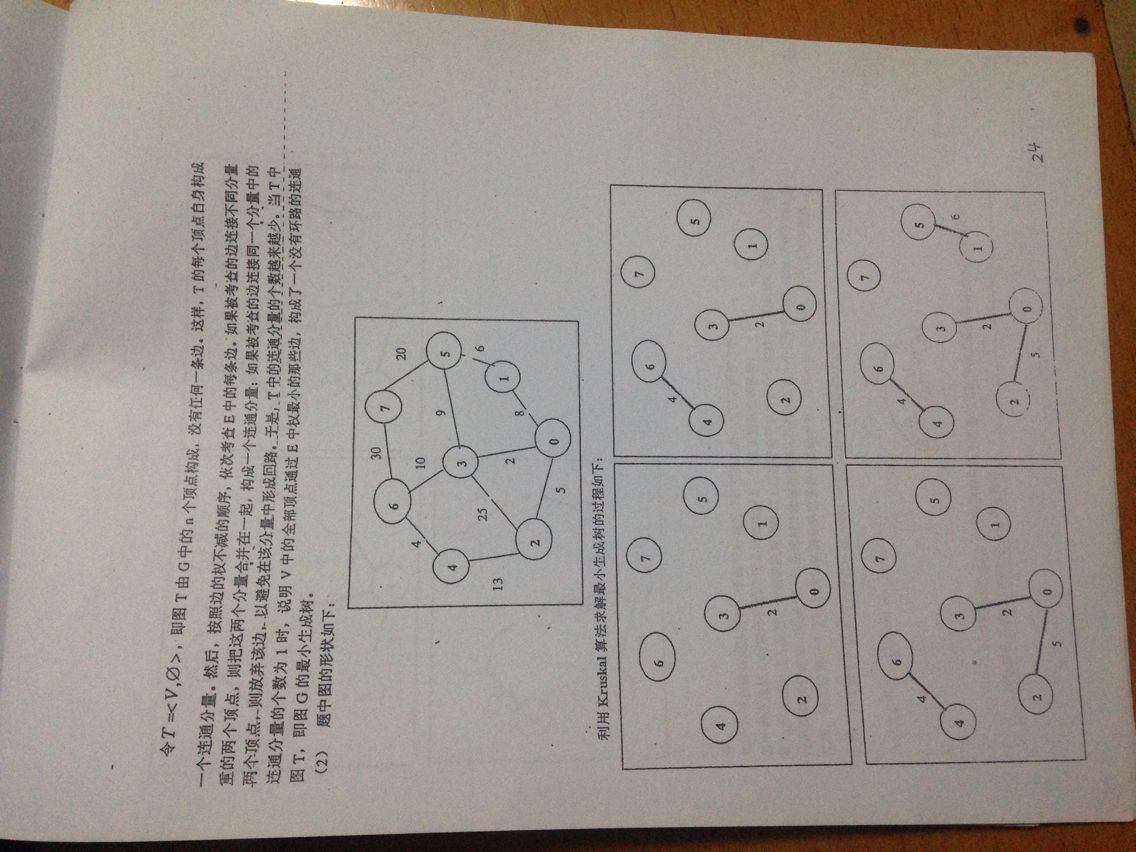 令T=<V,∅>，即图T由G中的n个顶点构成，没有任何一条边。这样，T的每个顶点自身构成
一个连通分量。然后，按照边的权不减的顺序，依次考查E中的每条边。如果被考查的边连接不同分量
的两个顶点，则把这两个分量合并在一起，构成一个连通分量；如果被考查的边连接同一个分量中的
两个顶点，则放弃该边，以避免在该分量中形成回路。于是，T中的连通分量的个数越来越少。当T中
连通分量的个数为1时，说明V中的全部顶点通过E中权最小的那些边，构成了一个没有环路的连通
图T，即图G的最小生成树。
（2） 题中图的形状如下：
7 20 5 30 6 9 6 1 10 3 4 8 4 25 2 0 5 13 2
利用Kruskal算法求解最小生成树的过程如下：
7 5 6 1 3 2 4 0 2
7 5 6 1 4 3 4 2 0 2
7 5 6 1 4 3 4 2 0 5 2
7 5 6 6 1 4 3 4 2 0 5 2
24